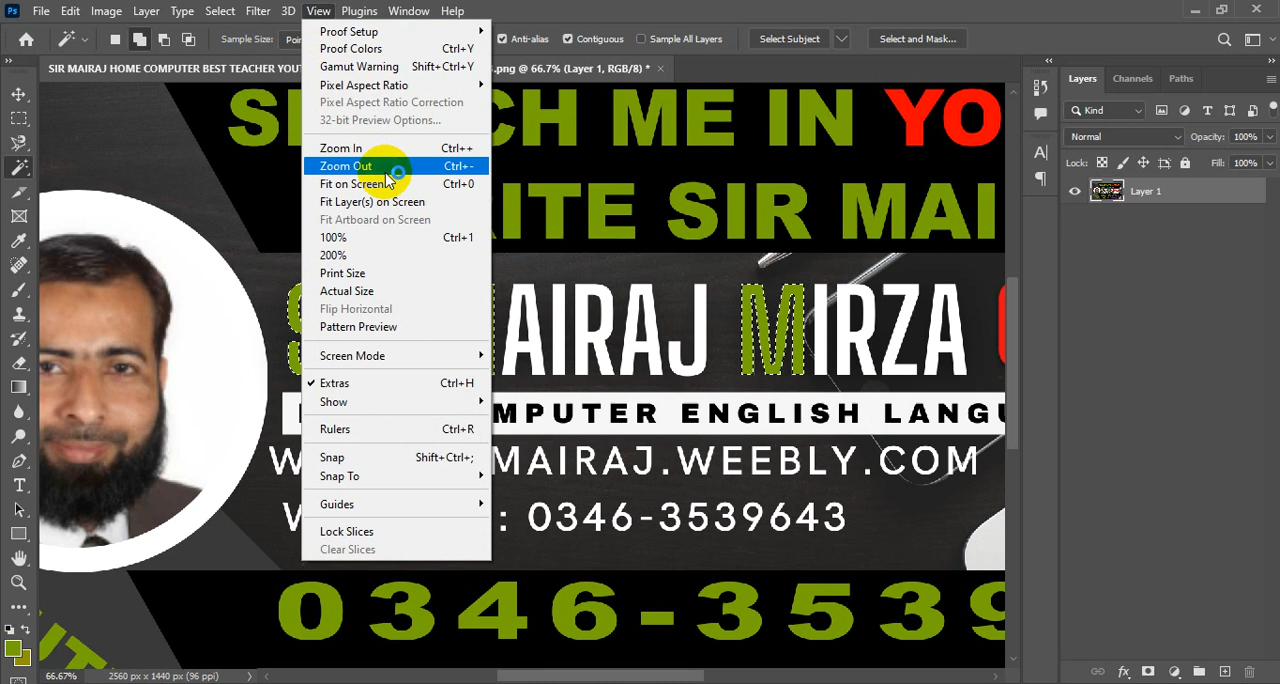 Ps File Edit Image Layer Type Select Filter 3D View Plugins Window Help
Sample Size: Anti-alias Contiguous Sample All Layers Select Subject Select and Mask...
SIR MAIRAJ HOME COMPUTER BEST TEACHER .png @ 66.7% (Layer 1, RGB/8) * ×
Proof Setup
Proof Colors Ctrl+Y
Gamut Warning Shift+Ctrl+Y
Pixel Aspect Ratio
Pixel Aspect Ratio Correction
32-bit Preview Options...
Zoom In Ctrl++
Zoom Out Ctrl+-
Fit on Screen Ctrl+0
Fit Layer(s) on Screen
Fit Artboard on Screen
100% Ctrl+1
200%
Print Size
Actual Size
Flip Horizontal
Pattern Preview
Screen Mode
Extras Ctrl+H
Show
Rulers Ctrl+R
Snap Shift+Ctrl+;
Snap To
Guides
Lock Slices
Clear Slices
CH ME IN YO
ITE SIR MAI
MAIRAJ MIRZA
MPUTER ENGLISH LANGU
MAIRAJ.WEEBLY.COM
: 0346-3539643
0346-3539
Layers Channels Paths
Kind
Normal Opacity: 100%
Lock: Fill: 100%
Layer 1
66.67% 2560 px x 1440 px (96 ppi)